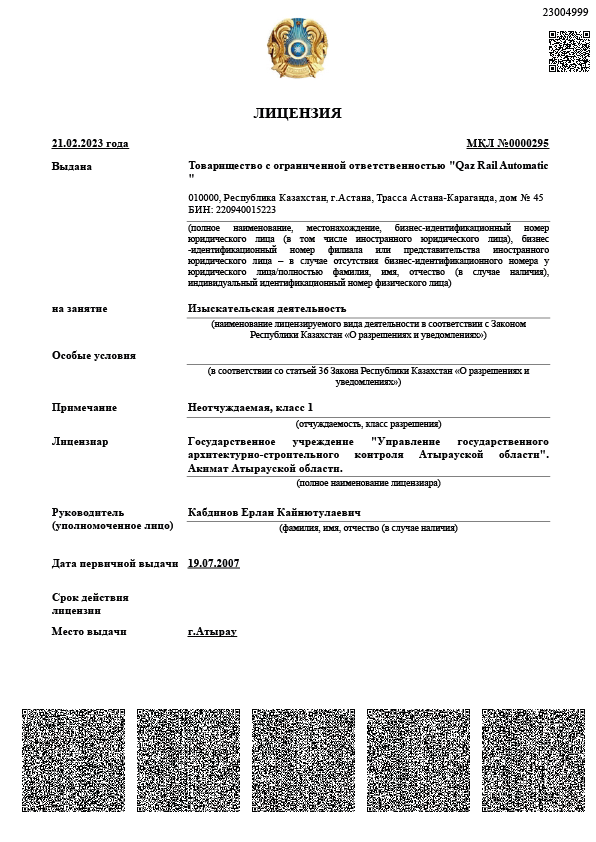 23004999
ЛИЦЕНЗИЯ
21.02.2023 года
МКЛ №0000295
Выдана
Товарищество с ограниченной ответственностью "Qaz Rail Automatic
"
010000, Республика Казахстан, г.Астана, Трасса Астана-Караганда, дом № 45
БИН: 220940015223
(полное наименование, местонахождение, бизнес-идентификационный номер
юридического лица (в том числе иностранного юридического лица), бизнес
-идентификационный номер филиала или представительства иностранного
юридического лица – в случае отсутствия бизнес-идентификационного номера у
юридического лица/полностью фамилия, имя, отчество (в случае наличия),
индивидуальный идентификационный номер физического лица)
на занятие
Изыскательская деятельность
(наименование лицензируемого вида деятельности в соответствии с Законом
Республики Казахстан «О разрешениях и уведомлениях»)
Особые условия
(в соответствии со статьей 36 Закона Республики Казахстан «О разрешениях и
уведомлениях»)
Примечание
Неотчуждаемая, класс 1
(отчуждаемость, класс разрешения)
Лицензиар
Государственное учреждение "Управление государственного
архитектурно-строительного контроля Атырауской области".
Акимат Атырауской области.
(полное наименование лицензиара)
Руководитель
(уполномоченное лицо)
Кабдинов Ерлан Кайнютулаевич
(фамилия, имя, отчество (в случае наличия)
Дата первичной выдачи
19.07.2007
Срок действия
лицензии
Место выдачи
г.Атырау